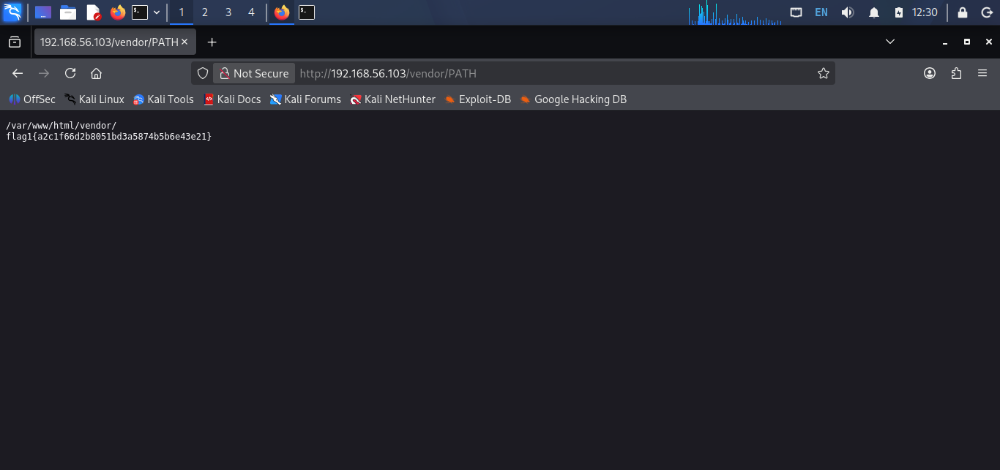 1 2 3 4 EN 12:30
192.168.56.103/vendor/PATH
Not Secure http://192.168.56.103/vendor/PATH
OffSec Kali Linux Kali Tools Kali Docs Kali Forums Kali NetHunter Exploit-DB Google Hacking DB
/var/www/html/vendor/
flag1{a2c1f66d2b8051bd3a5874b5b6e43e21}